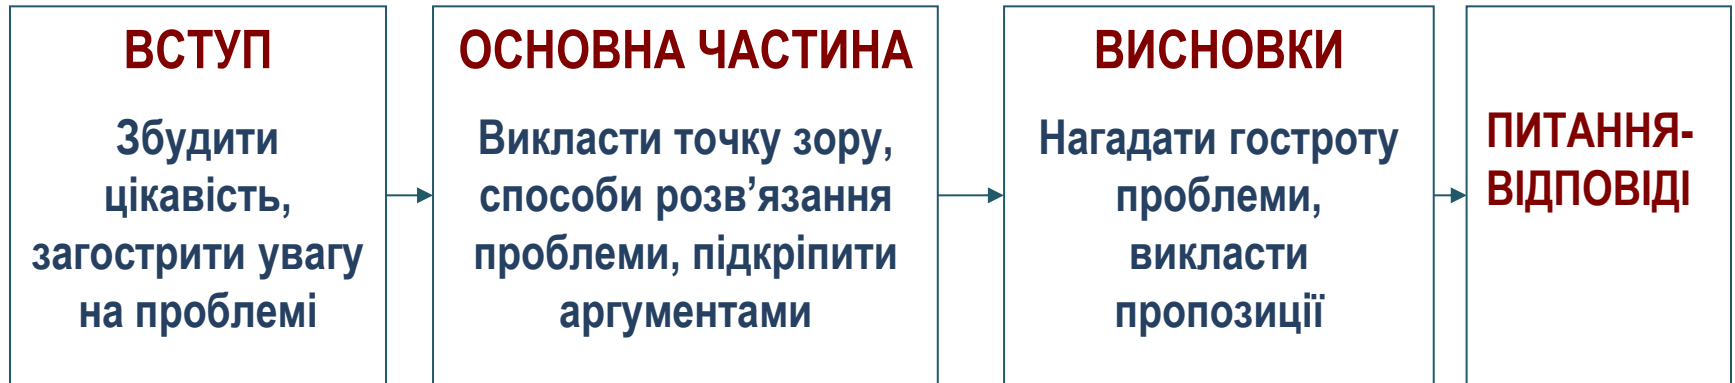 ВСТУП
Збудити
цікавість,
загострити увагу
на проблемі
ОСНОВНА ЧАСТИНА
Викласти точку зору,
способи розв’язання
проблеми, підкріпити
аргументами
ВИСНОВКИ
Нагадати гостроту
проблеми,
викласти
пропозиції
ПИТАННЯ-
ВІДПОВІДІ